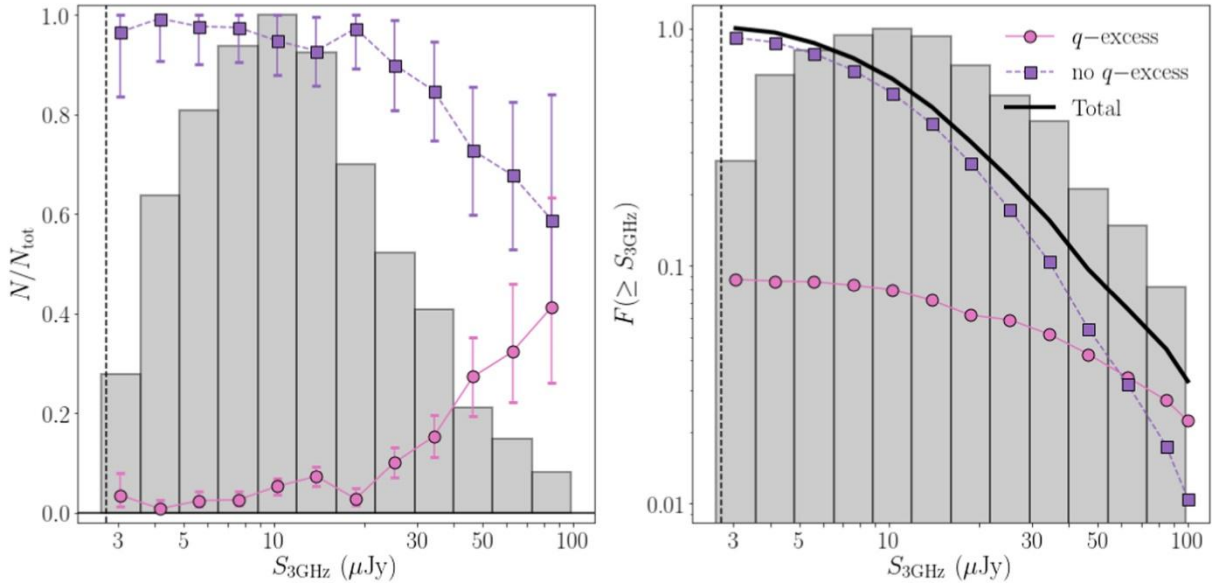 1.0
0.8
0.6
0.4
0.2
0.0
N/N_tot
3 5 10 30 50 100
S_3GHz (μJy)
1.0
0.1
0.01
F(≥ S_3GHz)
q−excess
no q−excess
Total
3 5 10 30 50 100
S_3GHz (μJy)